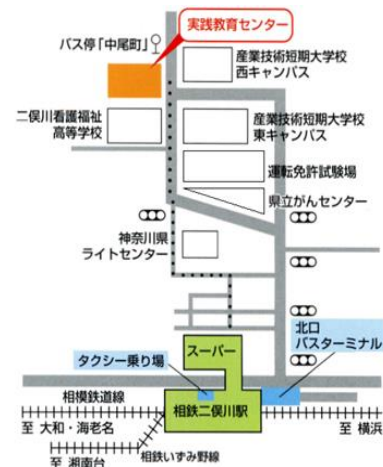 実践教育センター
バス停「中尾町」
産業技術短期大学校
西キャンパス
二俣川看護福祉
高等学校
産業技術短期大学校
東キャンパス
運転免許試験場
県立がんセンター
神奈川県
ライトセンター
北口
バスターミナル
スーパー
タクシー乗り場
相模鉄道線
相鉄二俣川駅
至 大和・海老名
至 横浜
至 湘南台
相鉄いずみ野線